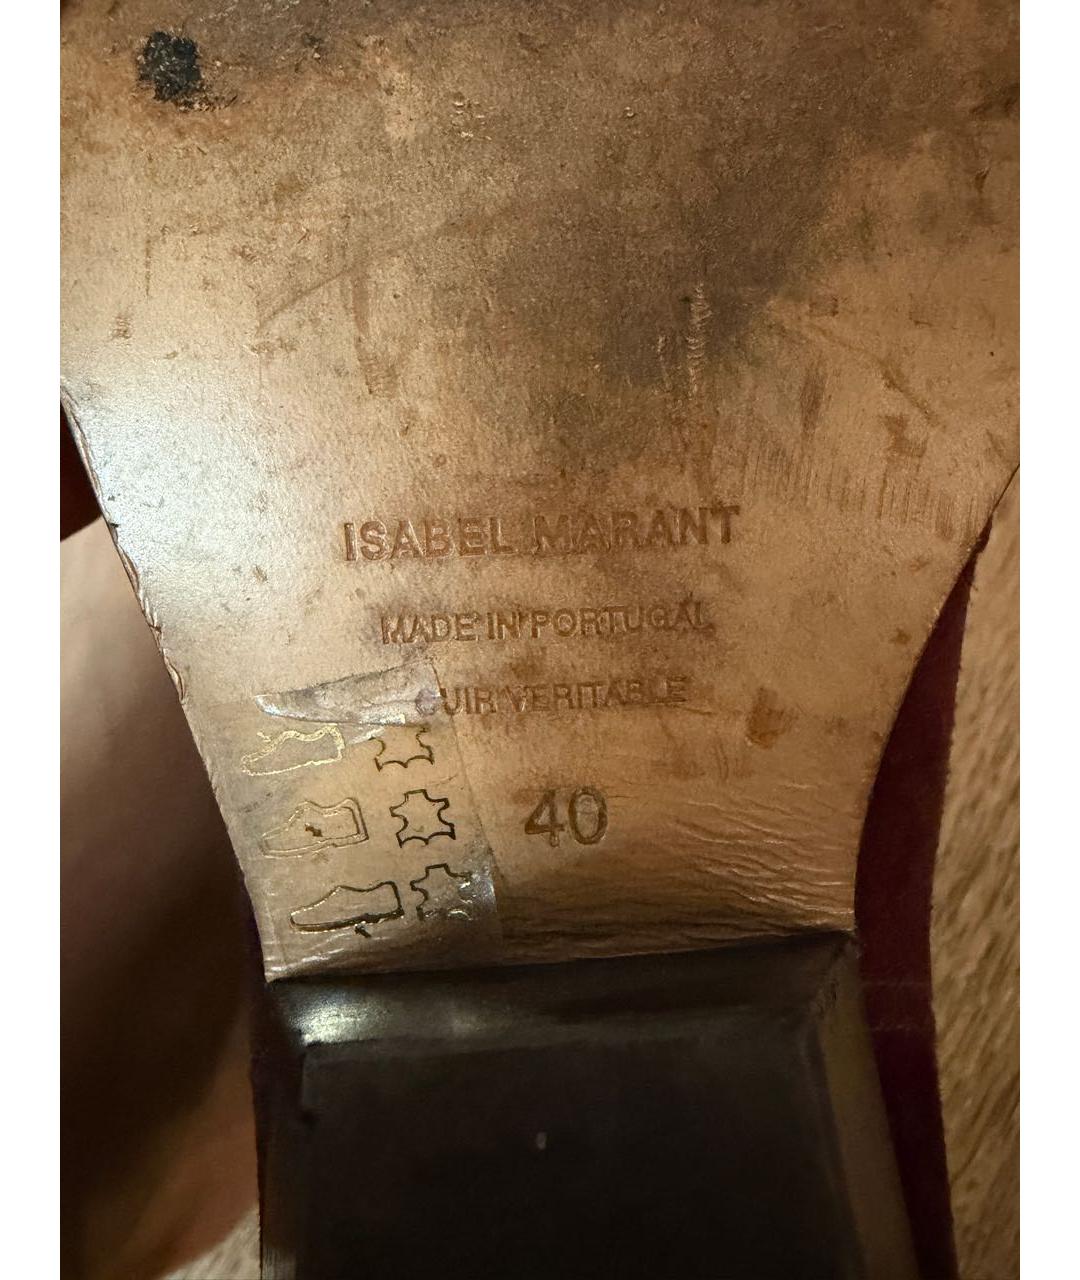 ISABEL MARANT
MADE IN PORTUGAL
CUIR VERITABLE
40